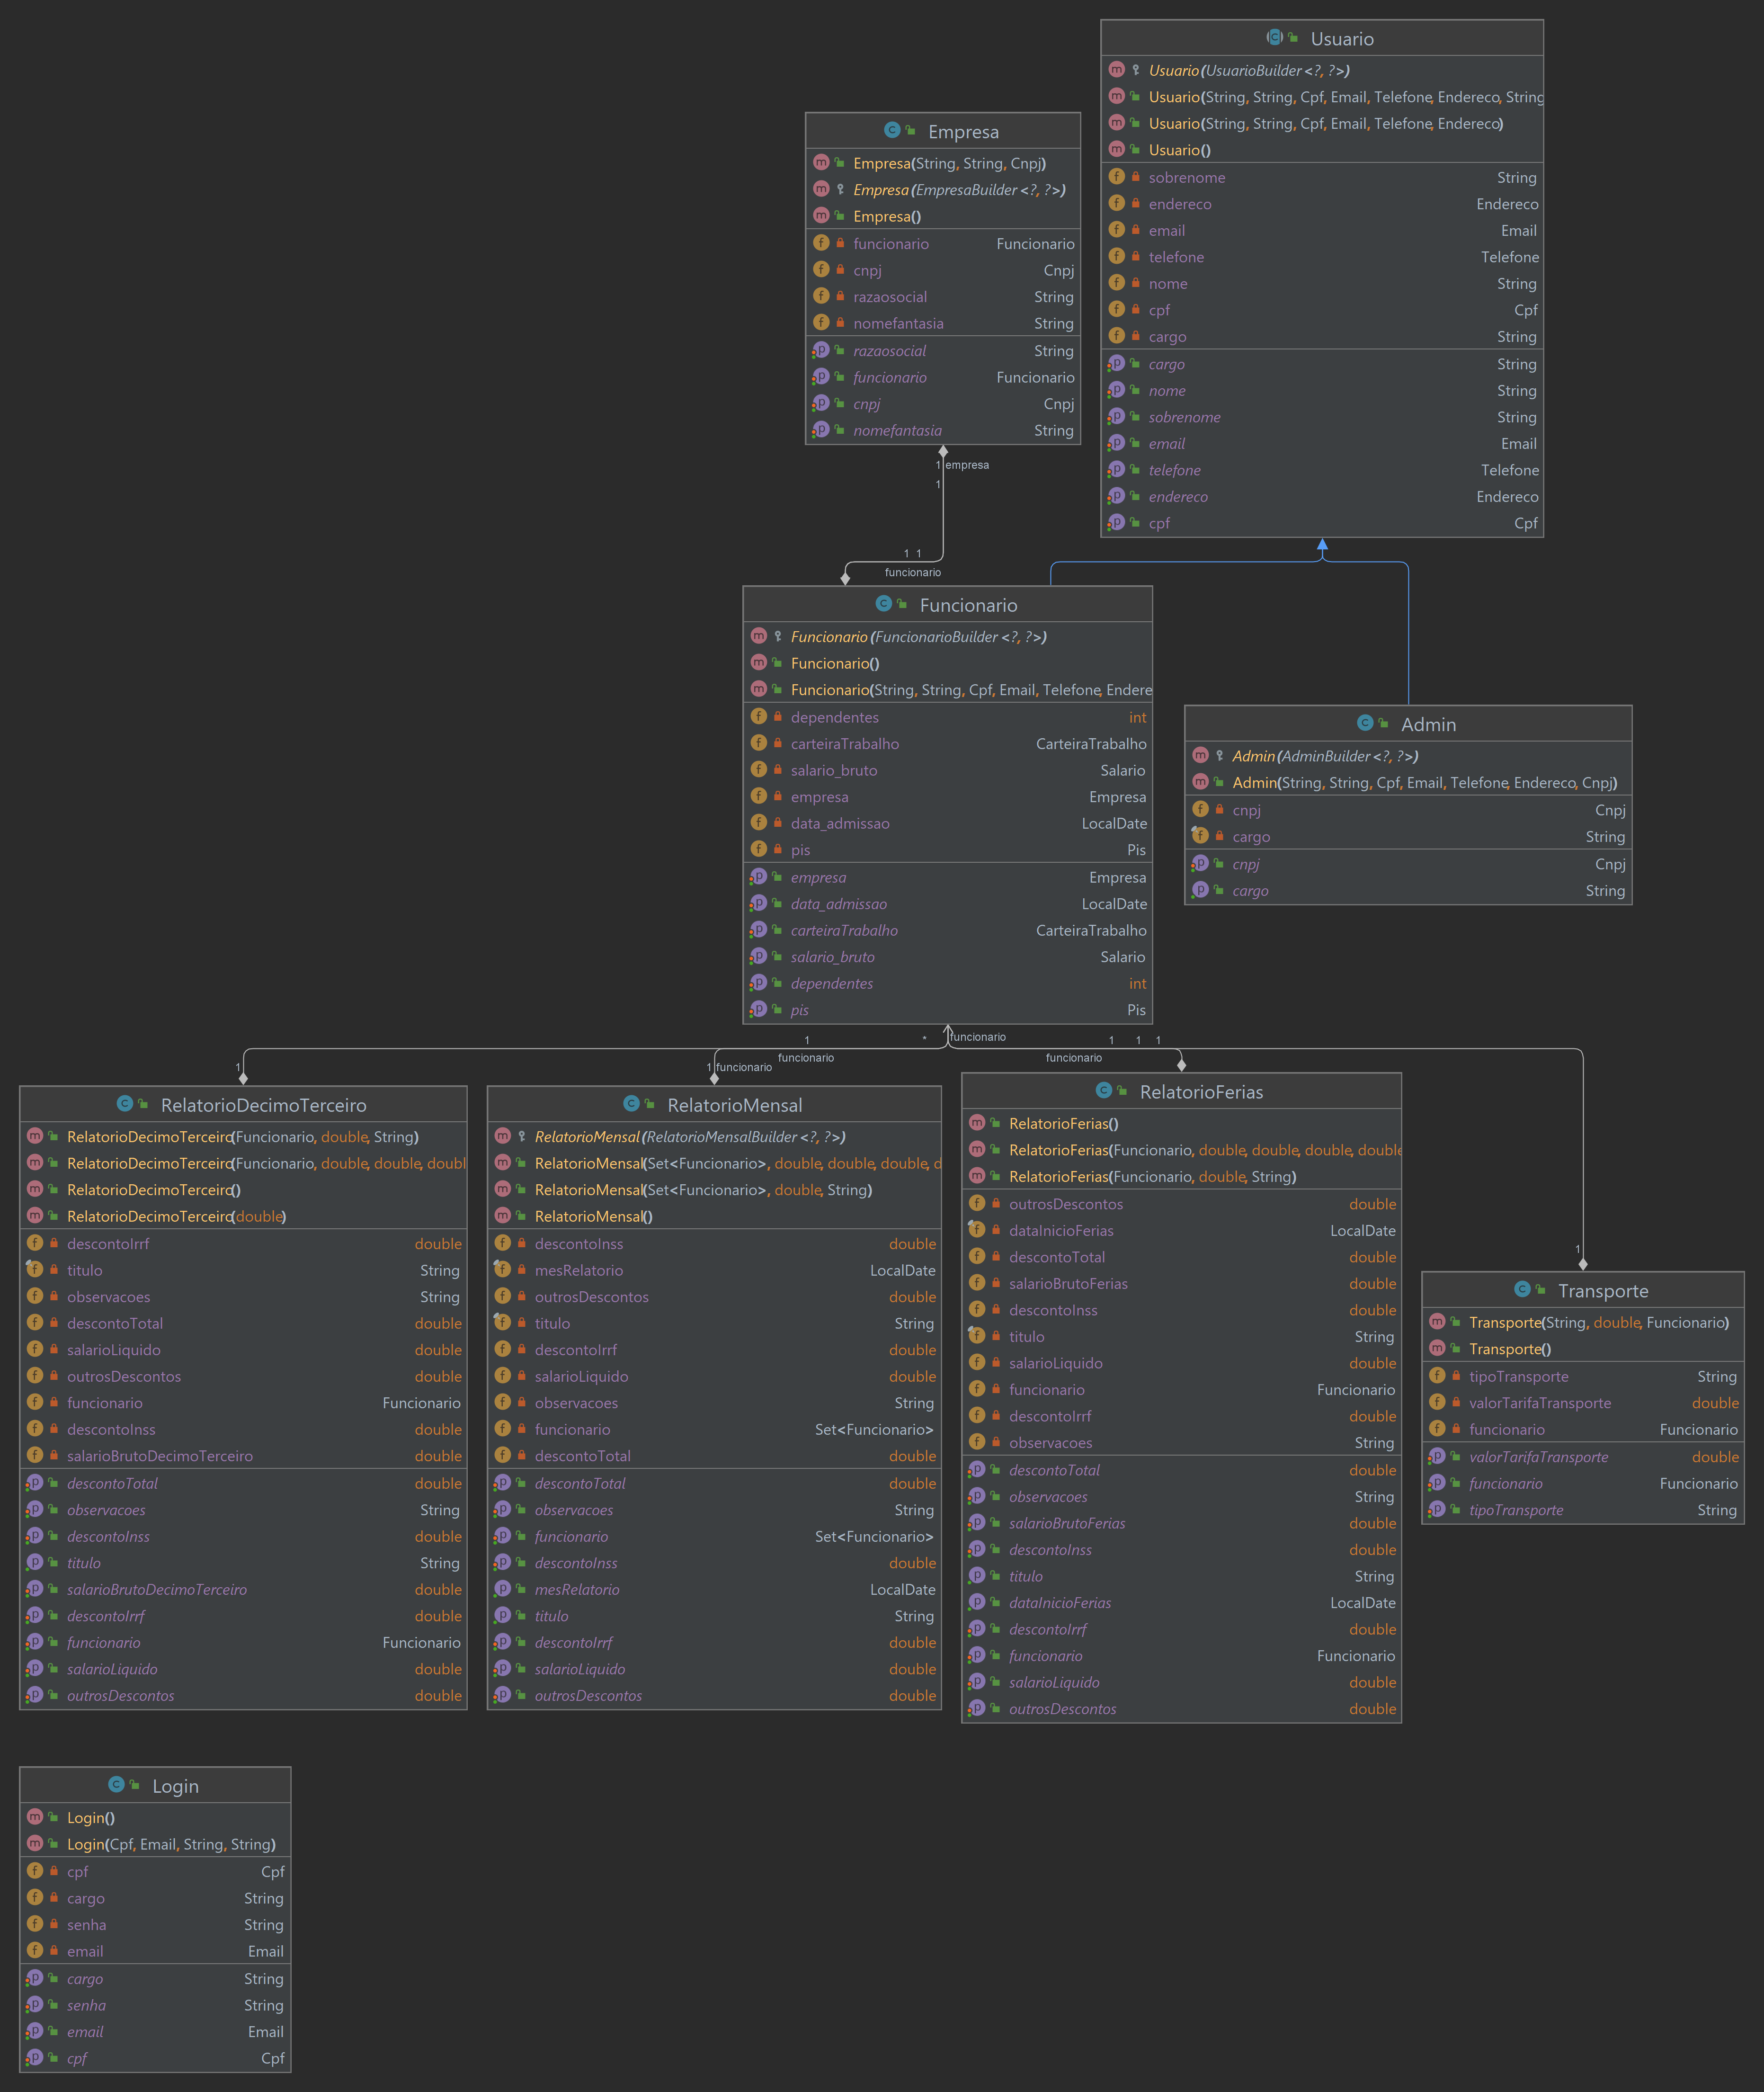 Usuario
Usuario(UsuarioBuilder<?, ?>)
Usuario(String, String, Cpf, Email, Telefone, Endereco, String
Usuario(String, String, Cpf, Email, Telefone, Endereco)
Usuario()
sobrenome String
endereco Endereco
email Email
telefone Telefone
nome String
cpf Cpf
cargo String
cargo String
nome String
sobrenome String
email Email
telefone Telefone
endereco Endereco
cpf Cpf
Empresa
Empresa(String, String, Cnpj)
Empresa(EmpresaBuilder<?, ?>)
Empresa()
funcionario Funcionario
cnpj Cnpj
razaosocial String
nomefantasia String
razaosocial String
funcionario Funcionario
cnpj Cnpj
nomefantasia String
1 empresa
1
1 1
funcionario
Funcionario
Funcionario(FuncionarioBuilder<?, ?>)
Funcionario()
Funcionario(String, String, Cpf, Email, Telefone, Endere
dependentes int
carteiraTrabalho CarteiraTrabalho
salario_bruto Salario
empresa Empresa
data_admissao LocalDate
pis Pis
empresa Empresa
data_admissao LocalDate
carteiraTrabalho CarteiraTrabalho
salario_bruto Salario
dependentes int
pis Pis
Admin
Admin(AdminBuilder<?, ?>)
Admin(String, String, Cpf, Email, Telefone, Endereco, Cnpj)
cnpj Cnpj
cargo String
cnpj Cnpj
cargo String
1 * funcionario 1 1 1
funcionario funcionario
1 1 funcionario
RelatorioDecimoTerceiro
RelatorioDecimoTerceiro(Funcionario, double, String)
RelatorioDecimoTerceiro(Funcionario, double, double, doubl
RelatorioDecimoTerceiro()
RelatorioDecimoTerceiro(double)
descontoIrrf double
titulo String
observacoes String
descontoTotal double
salarioLiquido double
outrosDescontos double
funcionario Funcionario
descontoInss double
salarioBrutoDecimoTerceiro double
descontoTotal double
observacoes String
descontoInss double
titulo String
salarioBrutoDecimoTerceiro double
descontoIrrf double
funcionario Funcionario
salarioLiquido double
outrosDescontos double
RelatorioMensal
RelatorioMensal(RelatorioMensalBuilder<?, ?>)
RelatorioMensal(Set<Funcionario>, double, double, double, d
RelatorioMensal(Set<Funcionario>, double, String)
RelatorioMensal()
descontoInss double
mesRelatorio LocalDate
outrosDescontos double
titulo String
descontoIrrf double
salarioLiquido double
observacoes String
funcionario Set<Funcionario>
descontoTotal double
descontoTotal double
observacoes String
funcionario Set<Funcionario>
descontoInss double
mesRelatorio LocalDate
titulo String
descontoIrrf double
salarioLiquido double
outrosDescontos double
RelatorioFerias
RelatorioFerias()
RelatorioFerias(Funcionario, double, double, double, double
RelatorioFerias(Funcionario, double, String)
outrosDescontos double
dataInicioFerias LocalDate
descontoTotal double
salarioBrutoFerias double
descontoInss double
titulo String
salarioLiquido double
funcionario Funcionario
descontoIrrf double
observacoes String
descontoTotal double
observacoes String
salarioBrutoFerias double
descontoInss double
titulo String
dataInicioFerias LocalDate
descontoIrrf double
funcionario Funcionario
salarioLiquido double
outrosDescontos double
1
Transporte
Transporte(String, double, Funcionario)
Transporte()
tipoTransporte String
valorTarifaTransporte double
funcionario Funcionario
valorTarifaTransporte double
funcionario Funcionario
tipoTransporte String
Login
Login()
Login(Cpf, Email, String, String)
cpf Cpf
cargo String
senha String
email Email
cargo String
senha String
email Email
cpf Cpf